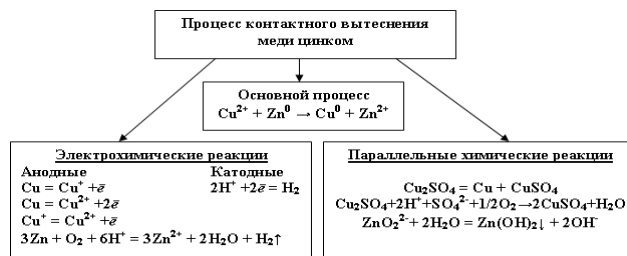 Процесс контактного вытеснения
меди цинком
Основной процесс
Cu²⁺ + Zn⁰ → Cu⁰ + Zn²⁺
Электрохимические реакции
Анодные Катодные
Cu = Cu⁺ +ē 2H⁺ +2ē = H₂
Cu = Cu²⁺ +2ē
Cu⁺ = Cu²⁺ +ē
3Zn + O₂ + 6H⁺ = 3Zn²⁺ + 2H₂O + H₂↑
Параллельные химические реакции
Cu₂SO₄ = Cu + CuSO₄
Cu₂SO₄+2H⁺+SO₄²⁻+1/2O₂→2CuSO₄+H₂O
ZnO₂²⁻ + 2H₂O = Zn(OH)₂↓ + 2OH⁻